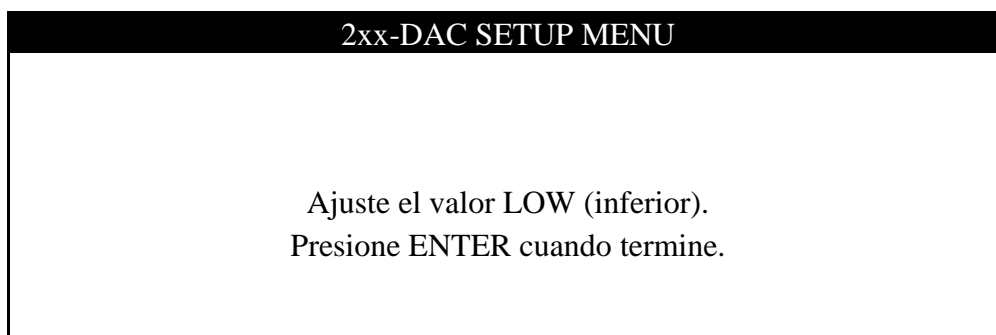 2xx-DAC SETUP MENU
Ajuste el valor LOW (inferior).
Presione ENTER cuando termine.